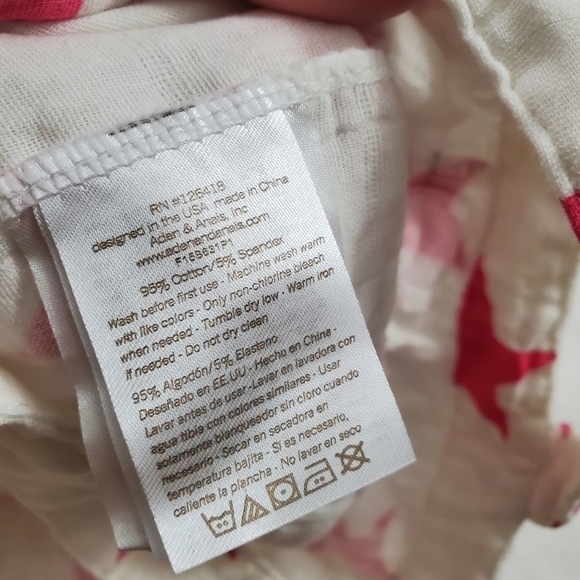 RN #125418
designed in the USA, made in China
Aden & Anais, Inc
www.adenandanais.com
95% Cotton/5% Spandex
Wash before first use - Machine wash warm
with like colors - Only non-chlorine bleach
when needed - Tumble dry low - Warm iron
if needed - Do not dry clean
95% Algodón/5% Elastano
Deseñado en EE.UU - Hecho en China -
Lavar antes de usar - Lavar en lavadora con
agua tibia con colores similares - Usar
solamente blanqueador sin cloro cuando
necesario - Secar en secadora en
temperatura bajita - Si es necesario,
caliente la plancha - No lavar en seco